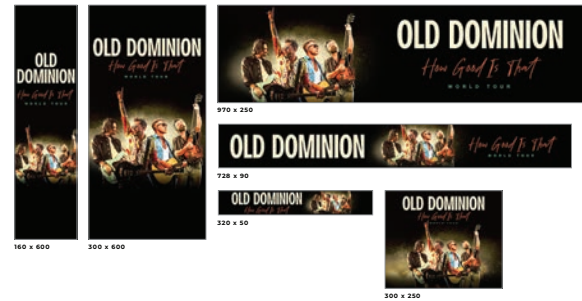 OLD
DOMINION
How Good Is That
WORLD TOUR
160 x 600
OLD DOMINION
How Good Is That
WORLD TOUR
300 x 600
OLD DOMINION
How Good Is That
WORLD TOUR
970 x 250
OLD DOMINION
How Good Is That
WORLD TOUR
728 x 90
OLD DOMINION
How Good Is That
320 x 50
OLD DOMINION
How Good Is That
WORLD TOUR
300 x 250